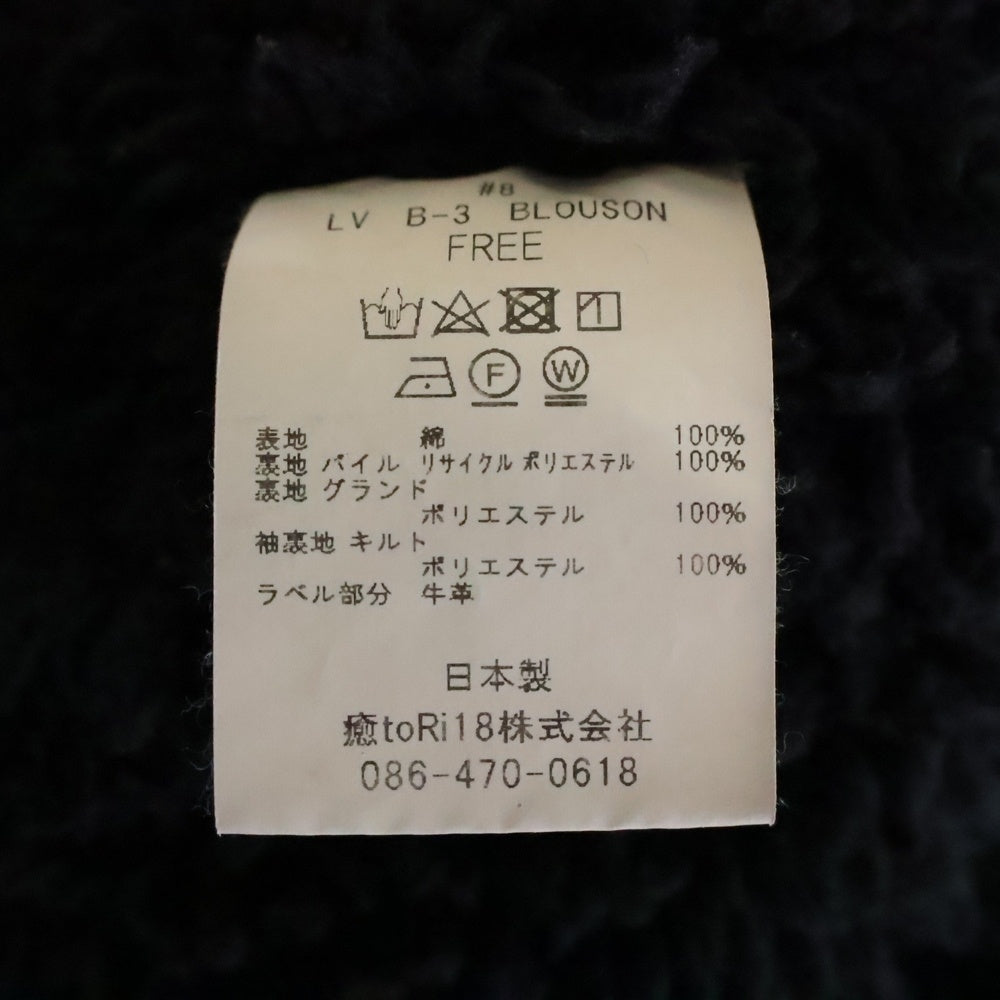 #8
LV B-3 BLOUSON
FREE
F W
表地 綿 100%
裏地 パイル リサイクル ポリエステル 100%
裏地 グランド
ポリエステル 100%
袖裏地 キルト
ポリエステル 100%
ラベル部分 牛革
日本製
癒toRi18株式会社
086-470-0618